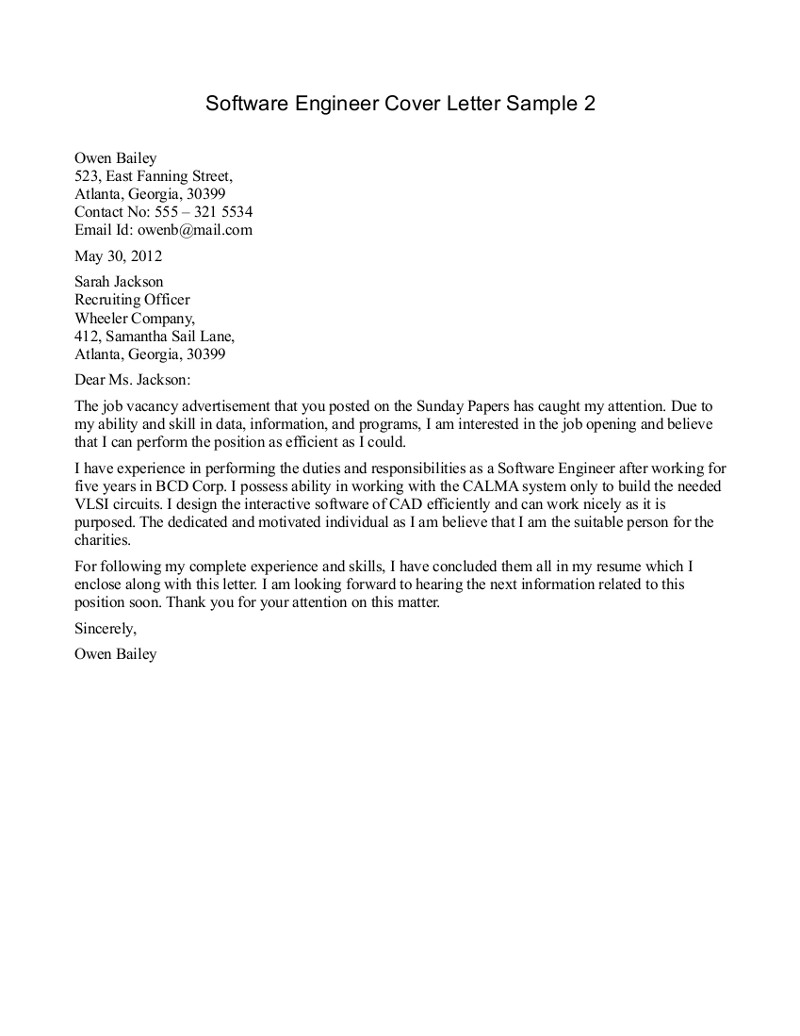 Software Engineer Cover Letter Sample 2
Owen Bailey
523, East Fanning Street,
Atlanta, Georgia, 30399
Contact No: 555 – 321 5534
Email Id: owenb@mail.com
May 30, 2012
Sarah Jackson
Recruiting Officer
Wheeler Company,
412, Samantha Sail Lane,
Atlanta, Georgia, 30399
Dear Ms. Jackson:
The job vacancy advertisement that you posted on the Sunday Papers has caught my attention. Due to
my ability and skill in data, information, and programs, I am interested in the job opening and believe
that I can perform the position as efficient as I could.
I have experience in performing the duties and responsibilities as a Software Engineer after working for
five years in BCD Corp. I possess ability in working with the CALMA system only to build the needed
VLSI circuits. I design the interactive software of CAD efficiently and can work nicely as it is
purposed. The dedicated and motivated individual as I am believe that I am the suitable person for the
charities.
For following my complete experience and skills, I have concluded them all in my resume which I
enclose along with this letter. I am looking forward to hearing the next information related to this
position soon. Thank you for your attention on this matter.
Sincerely,
Owen Bailey